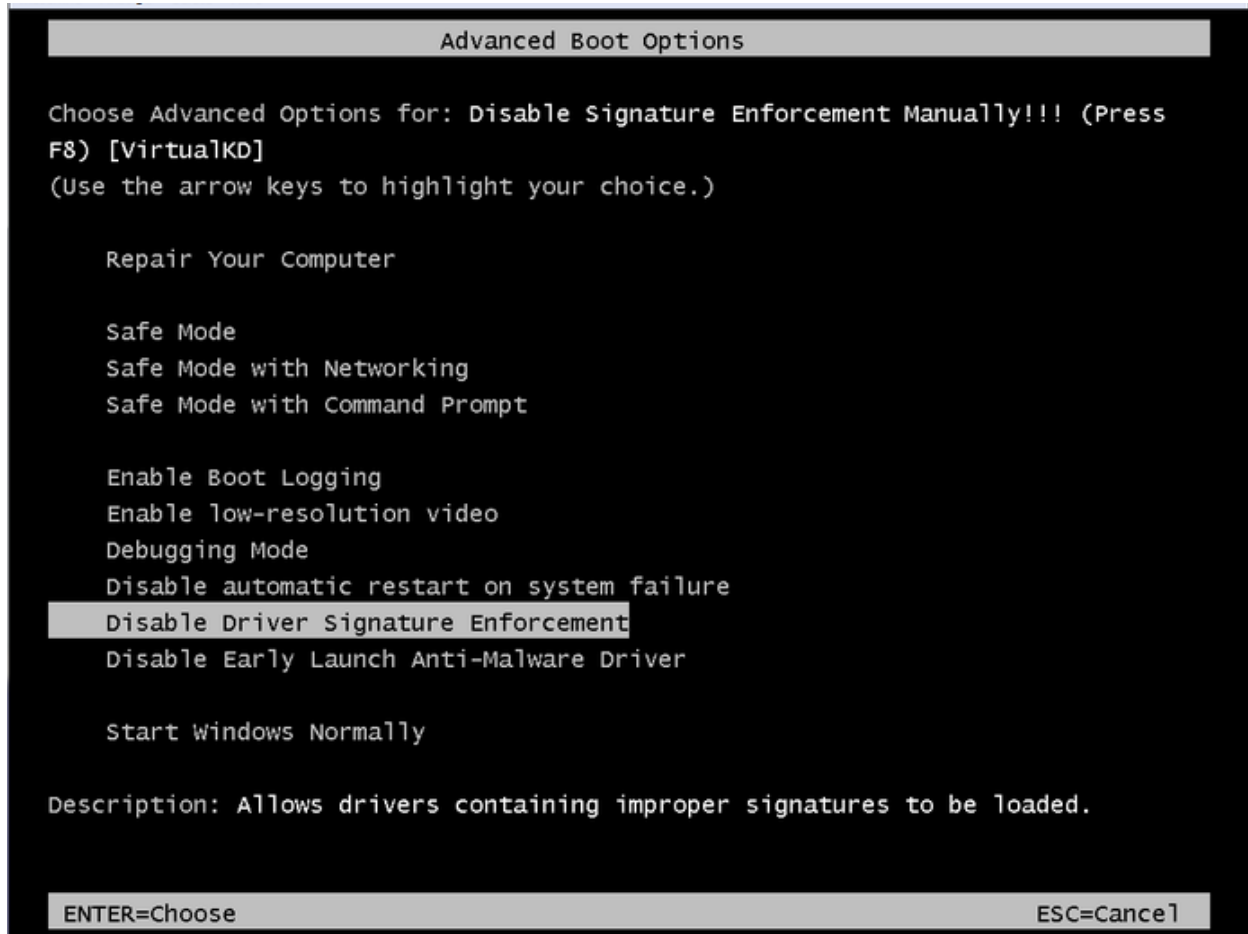 Advanced Boot Options
Choose Advanced Options for: Disable Signature Enforcement Manually!!! (Press
F8) [VirtualKD]
(Use the arrow keys to highlight your choice.)
Repair Your Computer
Safe Mode
Safe Mode with Networking
Safe Mode with Command Prompt
Enable Boot Logging
Enable low-resolution video
Debugging Mode
Disable automatic restart on system failure
Disable Driver Signature Enforcement
Disable Early Launch Anti-Malware Driver
Start Windows Normally
Description: Allows drivers containing improper signatures to be loaded.
ENTER=Choose ESC=Cancel